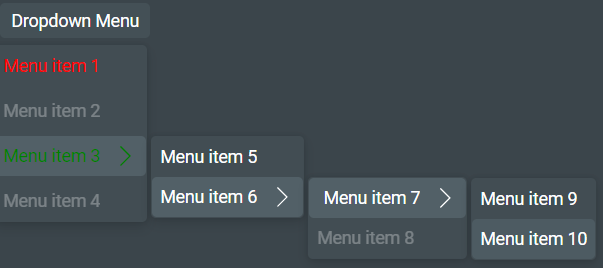 Dropdown Menu
Menu item 1
Menu item 2
Menu item 3
Menu item 4
Menu item 5
Menu item 6
Menu item 7
Menu item 8
Menu item 9
Menu item 10